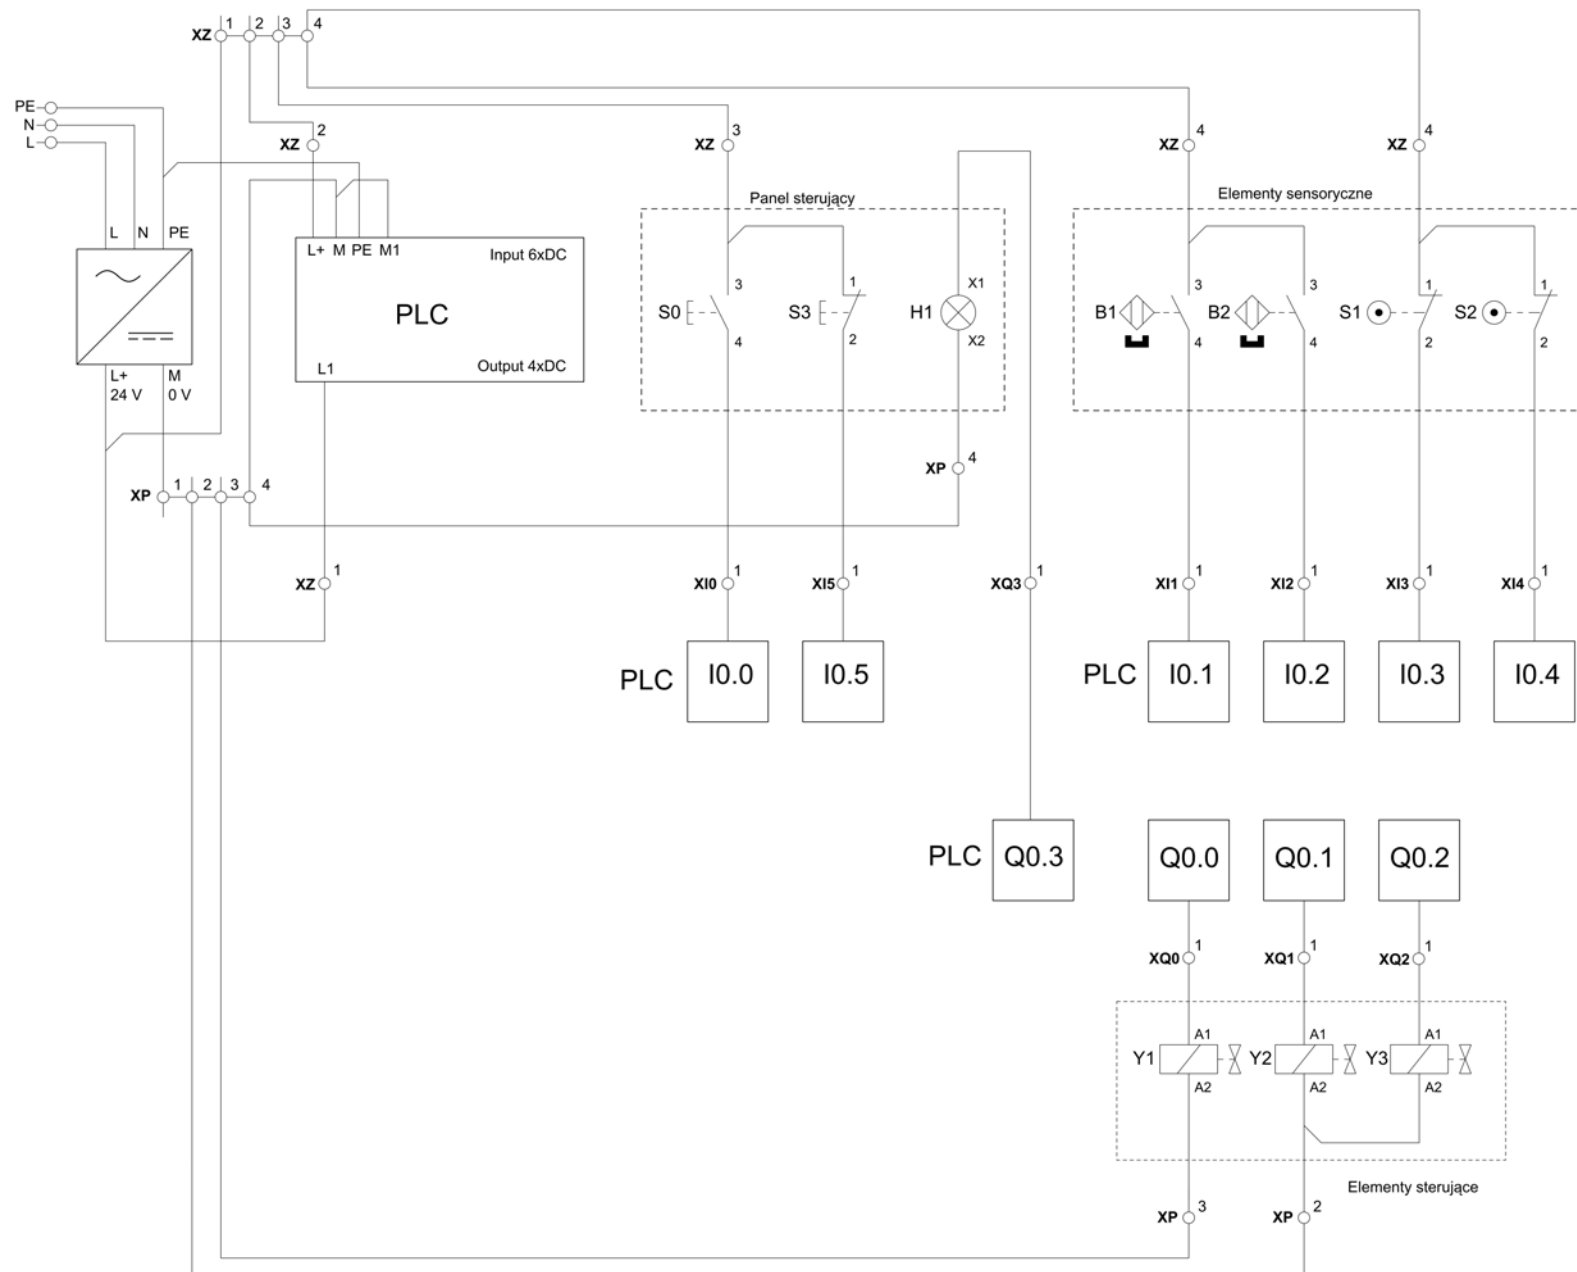 XZ 1 2 3 4
PE
N
L
XZ 2
XZ 3
XZ 4
XZ 4
Panel sterujący
Elementy sensoryczne
L N PE
L+ M PE M1
Input 6xDC
PLC
L1
Output 4xDC
L+
24 V
M
0 V
S0 3 4
S3 1 2
H1 X1 X2
B1 3 4
B2 3 4
S1 1 2
S2 1 2
XP 4
XP 1 2 3 4
XZ 1
XI0 1
XI5 1
XQ3 1
XI1 1
XI2 1
XI3 1
XI4 1
PLC I0.0 I0.5
PLC I0.1 I0.2 I0.3 I0.4
PLC Q0.3 Q0.0 Q0.1 Q0.2
XQ0 1
XQ1 1
XQ2 1
Y1 A1 A2
Y2 A1 A2
Y3 A1 A2
Elementy sterujące
XP 3
XP 2